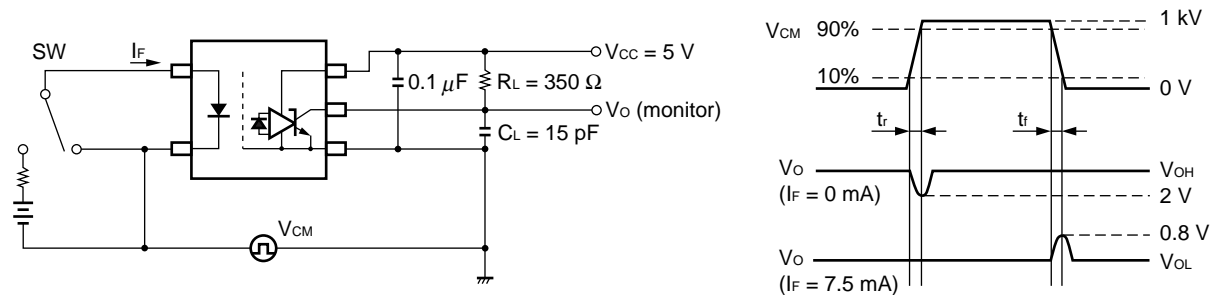 SW
IF
VCC = 5 V
0.1 μF
RL = 350 Ω
VO (monitor)
CL = 15 pF
VCM
VCM 90%
10%
1 kV
0 V
tr
tf
VO
(IF = 0 mA)
VOH
2 V
0.8 V
VO
(IF = 7.5 mA)
VOL